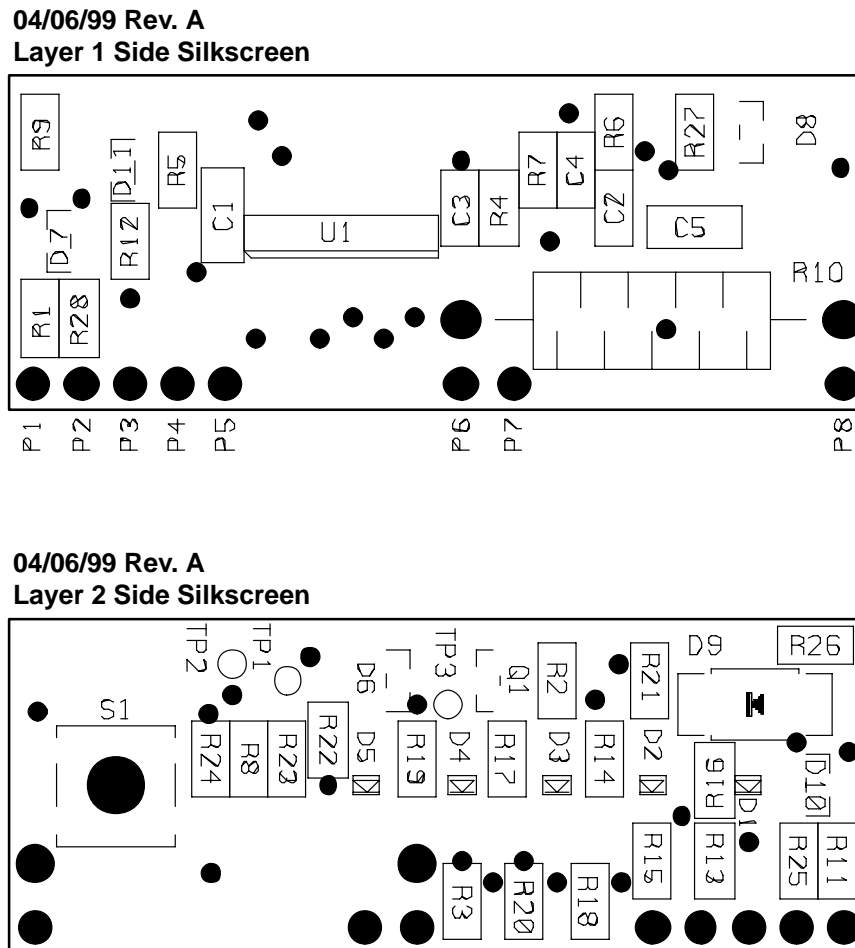 04/06/99 Rev. A
Layer 1 Side Silkscreen
R9
D11
R5
R7
C4
R6
R27
D8
D7
R12
C1
U1
C3
R4
C2
C5
R1
R28
R10
P1
P2
P3
P4
P5
P6
P7
P8
04/06/99 Rev. A
Layer 2 Side Silkscreen
TP2
TP1
D6
TP3
Q1
R2
R21
D9
R26
S1
R24
R8
R23
R22
D5
R19
D4
R17
D3
R14
D2
R16
D1
D10
R3
R20
R18
R15
R13
R25
R11